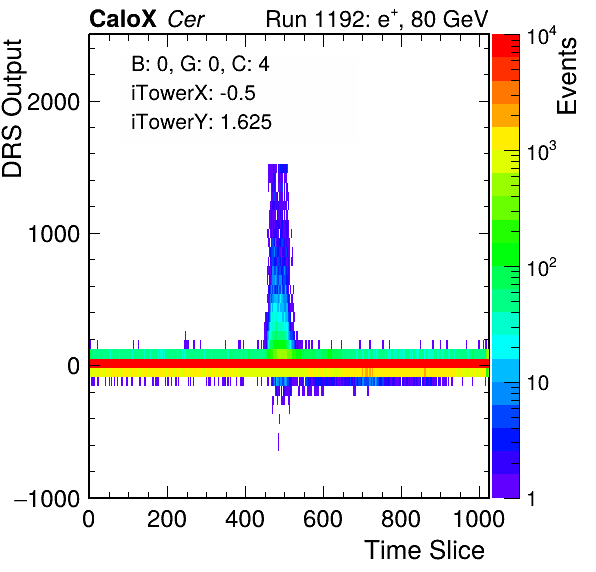 CaloX Cer Run 1192: e⁺, 80 GeV
B: 0, G: 0, C: 4
iTowerX: -0.5
iTowerY: 1.625
DRS Output
2000
1000
0
−1000
0 200 400 600 800 1000
Time Slice
Events
10⁴
10³
10²
10
1